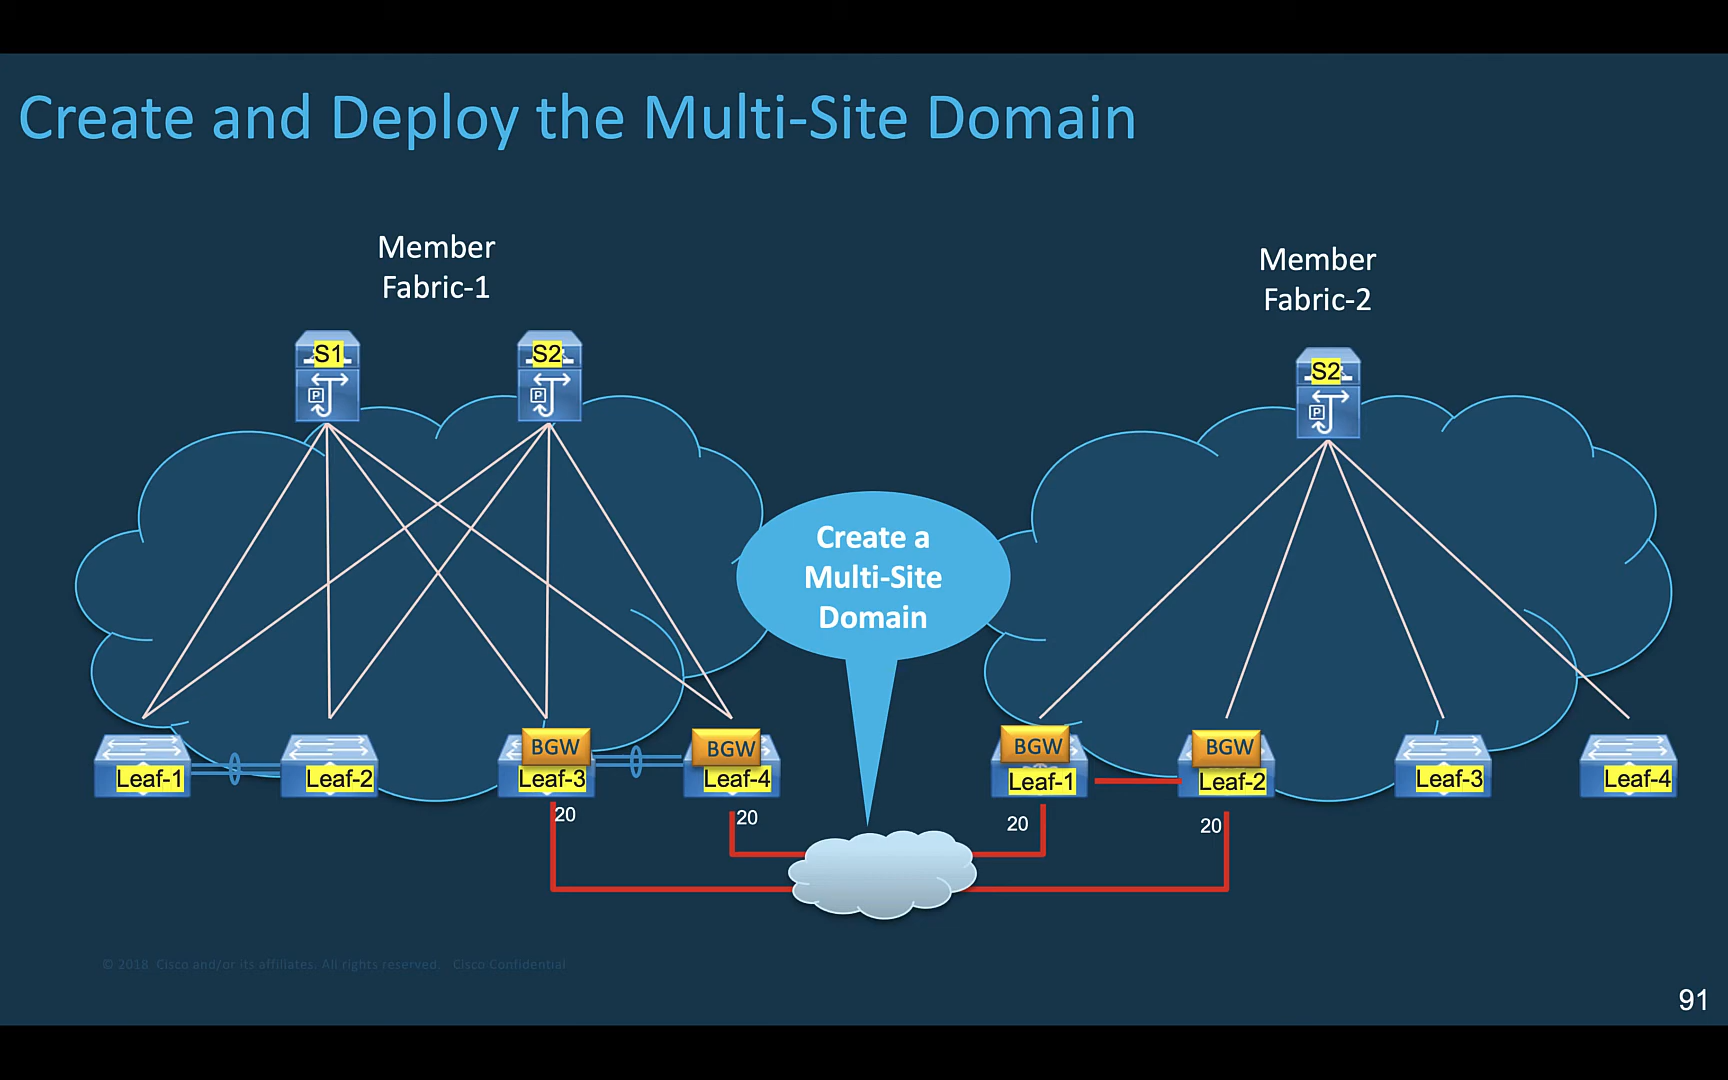 Create and Deploy the Multi-Site Domain
Member
Fabric-1
Member
Fabric-2
S1
S2
S2
P
P
P
Create a
Multi-Site
Domain
BGW
BGW
BGW
BGW
Leaf-1
Leaf-2
Leaf-3
Leaf-4
Leaf-1
Leaf-2
Leaf-3
Leaf-4
20
20
20
20
© 2018 Cisco and/or its affiliates. All rights reserved. Cisco Confidential
91